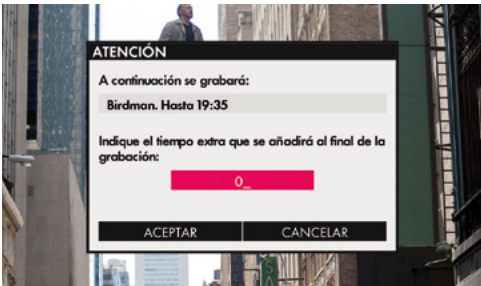 ATENCIÓN
A continuación se grabará:
Birdman. Hasta 19:35
Indique el tiempo extra que se añadirá al final de la
grabación:
0_
ACEPTAR
CANCELAR